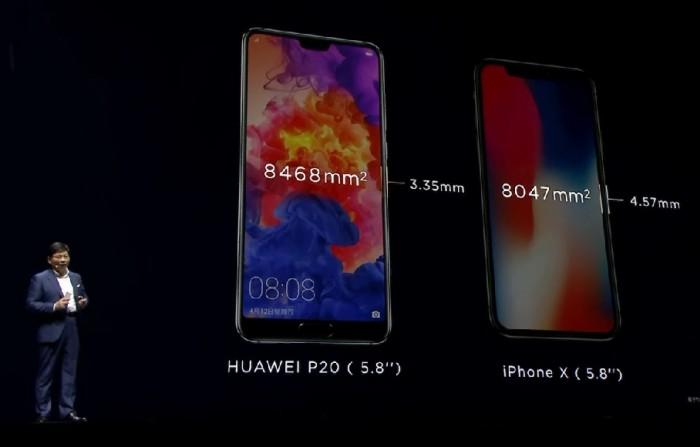 8468mm²
3.35mm
08:08
HUAWEI P20 ( 5.8'')
8047mm²
4.57mm
iPhone X ( 5.8'')